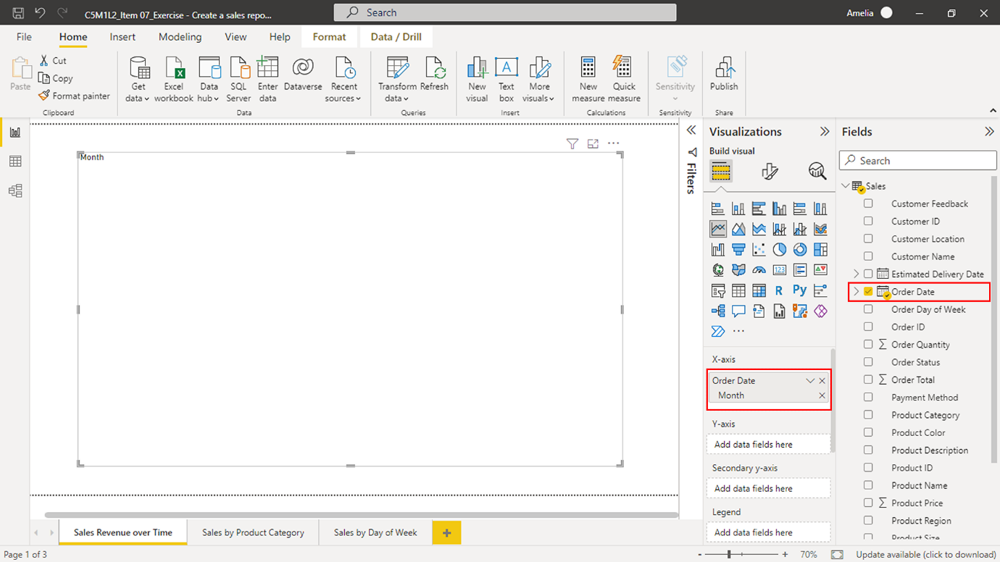 C5M1L2_Item 07_Exercise - Create a sales repo...
Search
Amelia
File
Home
Insert
Modeling
View
Help
Format
Data / Drill
Paste
Cut
Copy
Format painter
Clipboard
Get data
Excel workbook
Data hub
SQL Server
Enter data
Dataverse
Recent sources
Data
Transform data
Refresh
Queries
New visual
Text box
More visuals
Insert
New measure
Quick measure
Calculations
Sensitivity
Sensitivity
Publish
Share
Month
Filters
Visualizations
Build visual
123
R
Py
X-axis
Order Date
Month
Y-axis
Add data fields here
Secondary y-axis
Add data fields here
Legend
Add data fields here
Fields
Search
Sales
Customer Feedback
Customer ID
Customer Location
Customer Name
Estimated Delivery Date
Order Date
Order Day of Week
Order ID
Order Quantity
Order Status
Order Total
Payment Method
Product Category
Product Color
Product Description
Product ID
Product Name
Product Price
Product Region
Product Size
Sales Revenue over Time
Sales by Product Category
Sales by Day of Week
Page 1 of 3
- + 70%
Update available (click to download)